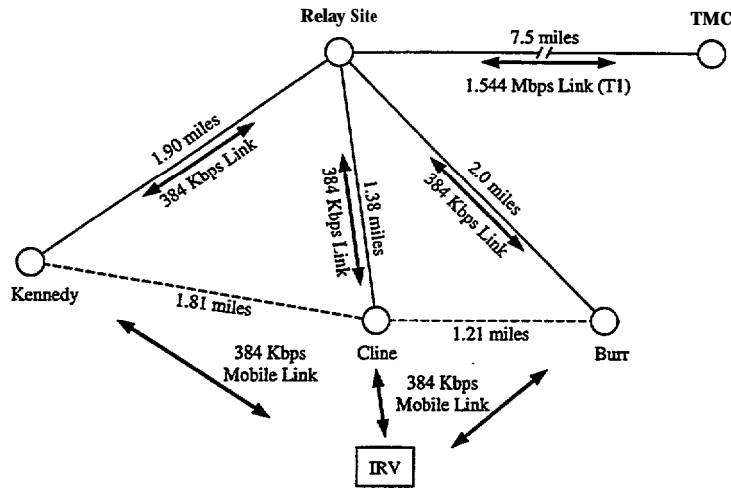 Relay Site
TMC
7.5 miles
1.544 Mbps Link (T1)
1.90 miles
384 Kbps Link
384 Kbps Link
1.38 miles
2.0 miles
384 Kbps Link
Kennedy
1.81 miles
Cline
1.21 miles
Burr
384 Kbps
Mobile Link
384 Kbps
Mobile Link
IRV